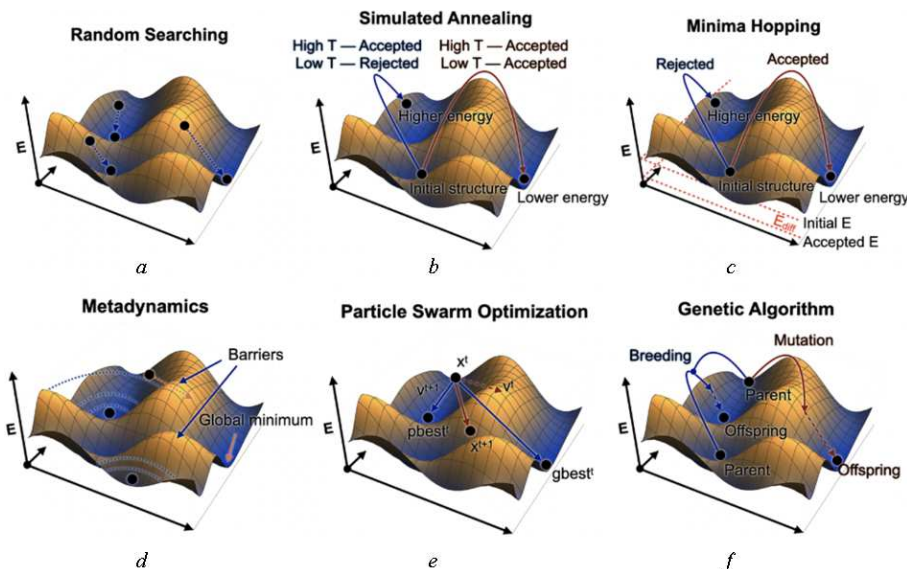 Random Searching
E
a
Simulated Annealing
High T — Accepted
Low T — Rejected
High T — Accepted
Low T — Accepted
Higher energy
E
Initial structure
Lower energy
b
Minima Hopping
Rejected
Accepted
Higher energy
E
Initial structure
Lower energy
Ediff
Initial E
Accepted E
c
Metadynamics
Barriers
Global minimum
E
d
Particle Swarm Optimization
xᵗ
vᵗ⁺¹
vᵗ
pbestᵗ
xᵗ⁺¹
E
gbestᵗ
e
Genetic Algorithm
Mutation
Breeding
Parent
Offspring
E
Parent
Offspring
f